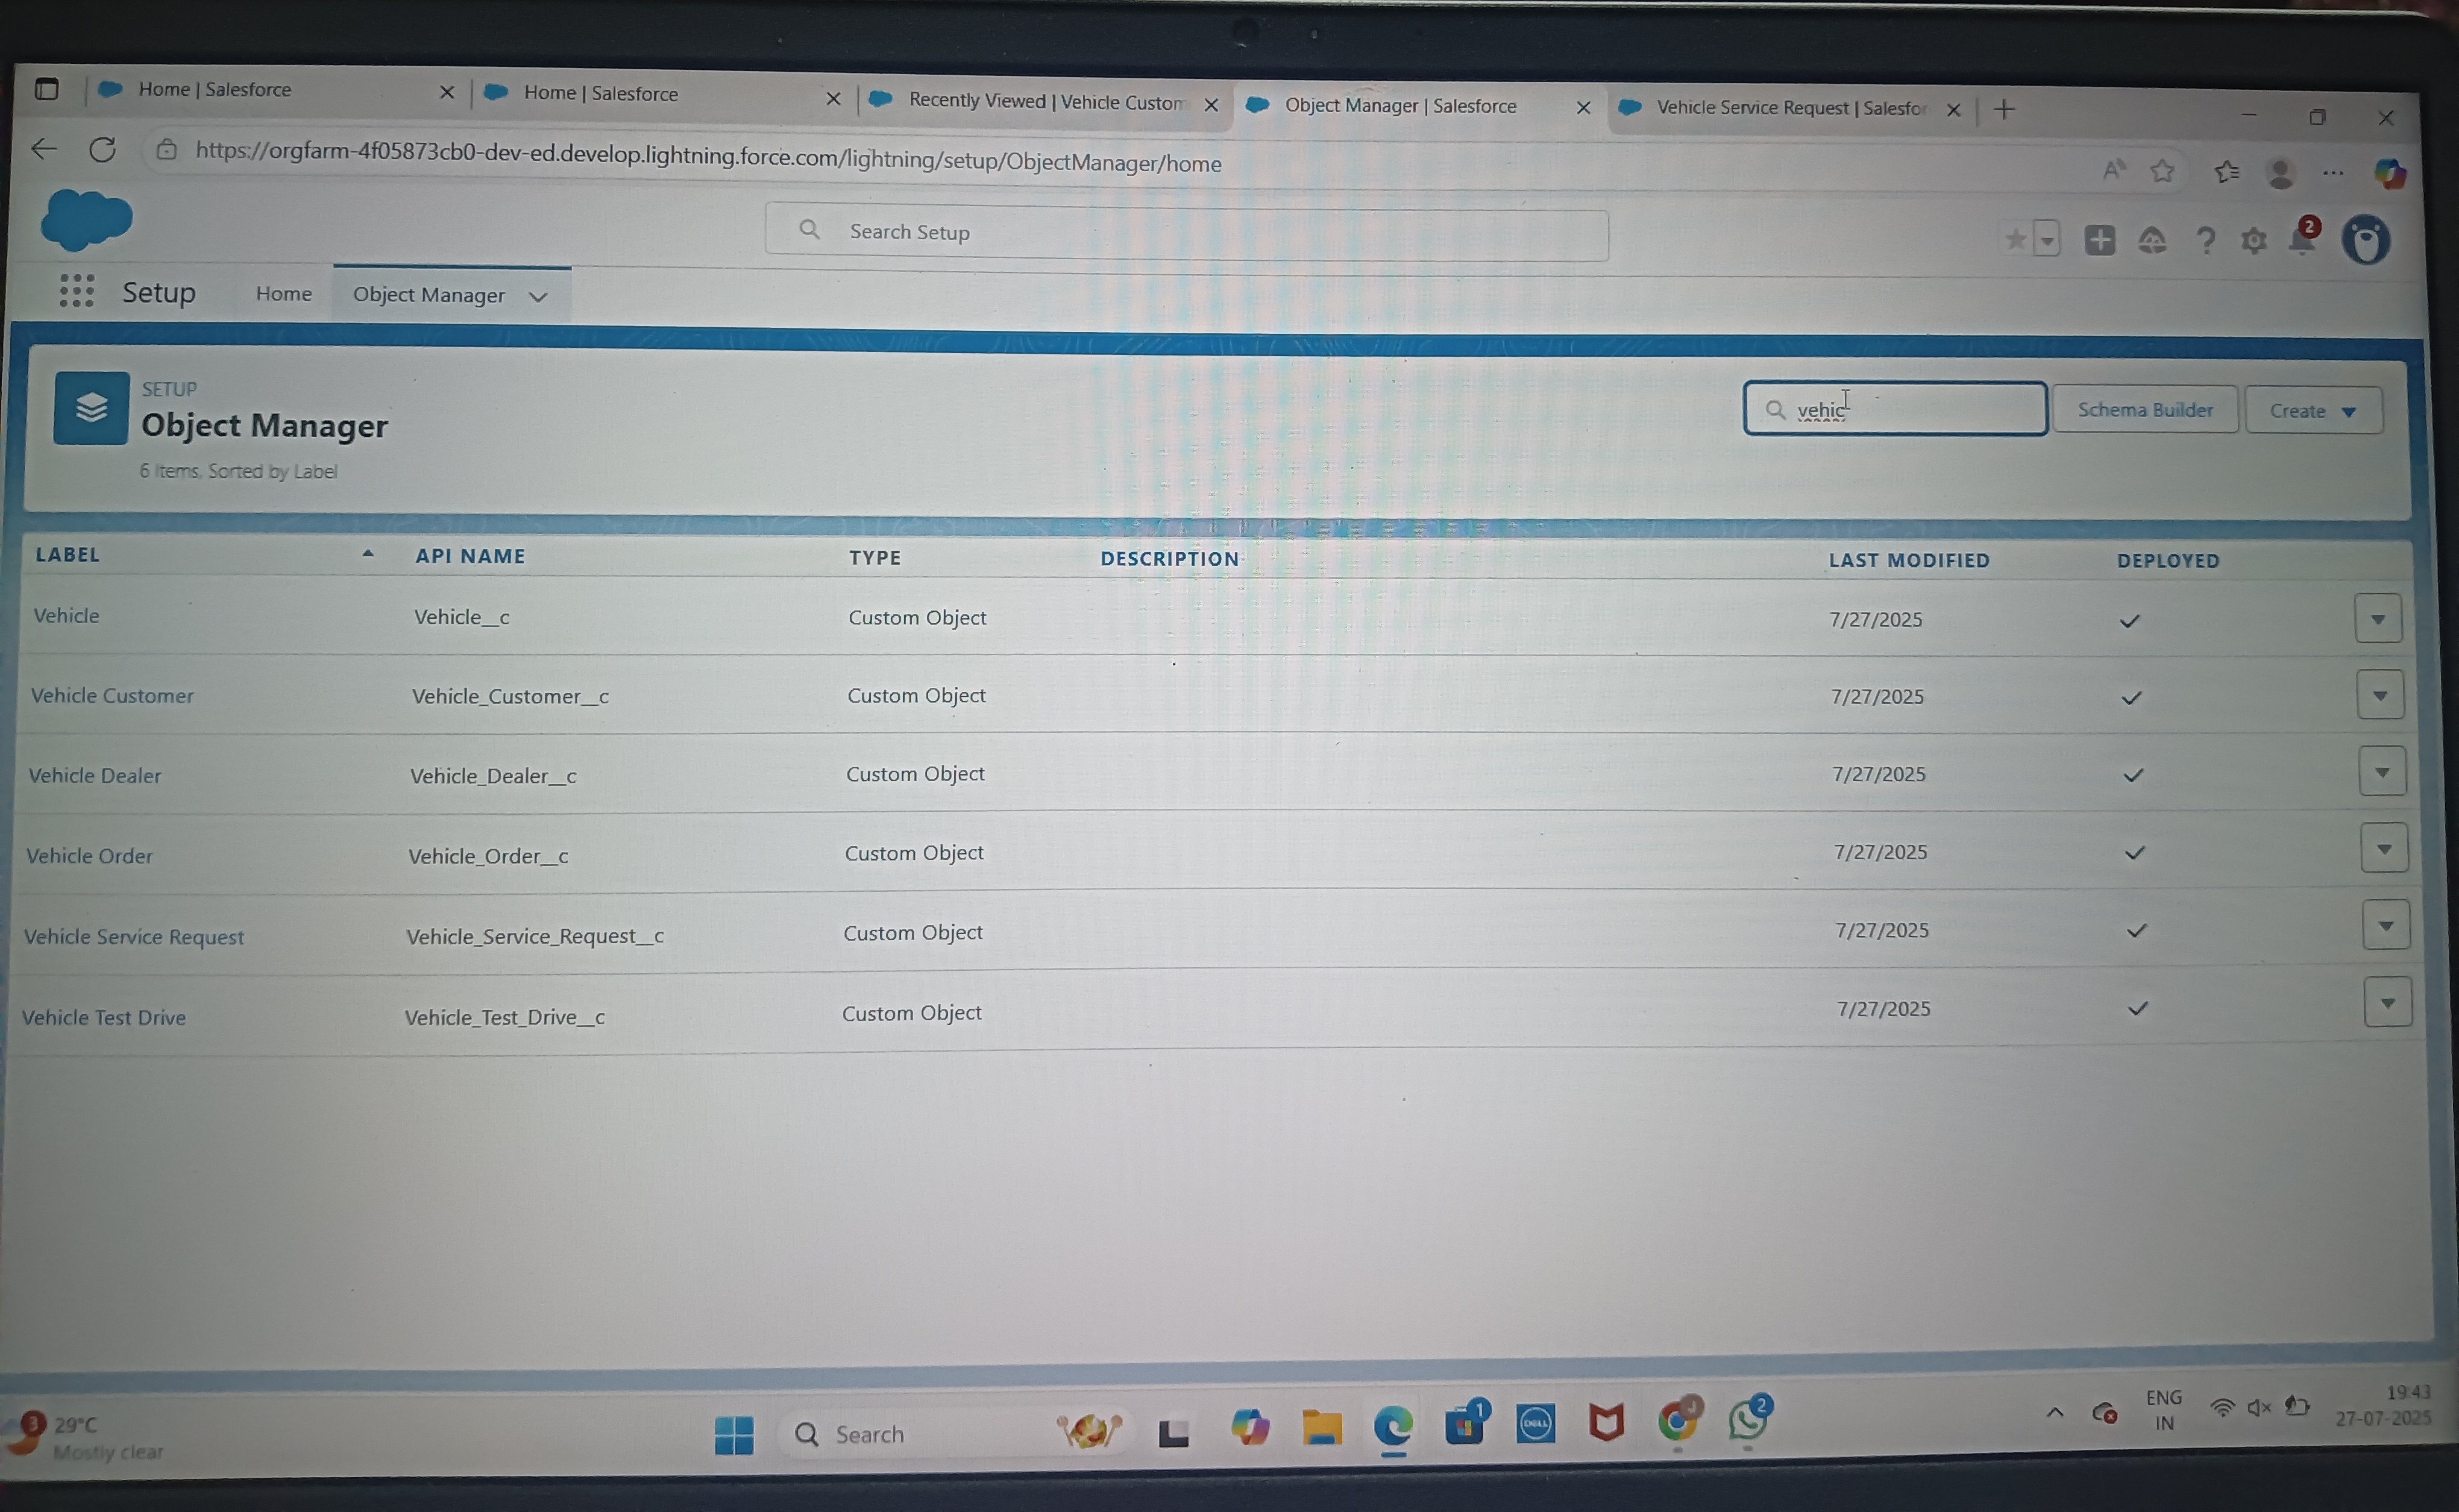 Home | Salesforce
Home | Salesforce
Recently Viewed | Vehicle Custom
Object Manager | Salesforce
Vehicle Service Request | Salesfor
https://orgfarm-4f05873cb0-dev-ed.develop.lightning.force.com/lightning/setup/ObjectManager/home
Search Setup
2
Setup
Home
Object Manager
SETUP
Object Manager
6 Items, Sorted by Label
vehic
Schema Builder
Create
LABEL API NAME TYPE DESCRIPTION LAST MODIFIED DEPLOYED
Vehicle Vehicle__c Custom Object 7/27/2025
Vehicle Customer Vehicle_Customer__c Custom Object 7/27/2025
Vehicle Dealer Vehicle_Dealer__c Custom Object 7/27/2025
Vehicle Order Vehicle_Order__c Custom Object 7/27/2025
Vehicle Service Request Vehicle_Service_Request__c Custom Object 7/27/2025
Vehicle Test Drive Vehicle_Test_Drive__c Custom Object 7/27/2025
3
29°C
Mostly clear
Search
1
DELL
J
2
ENG
IN
19:43
27-07-2025